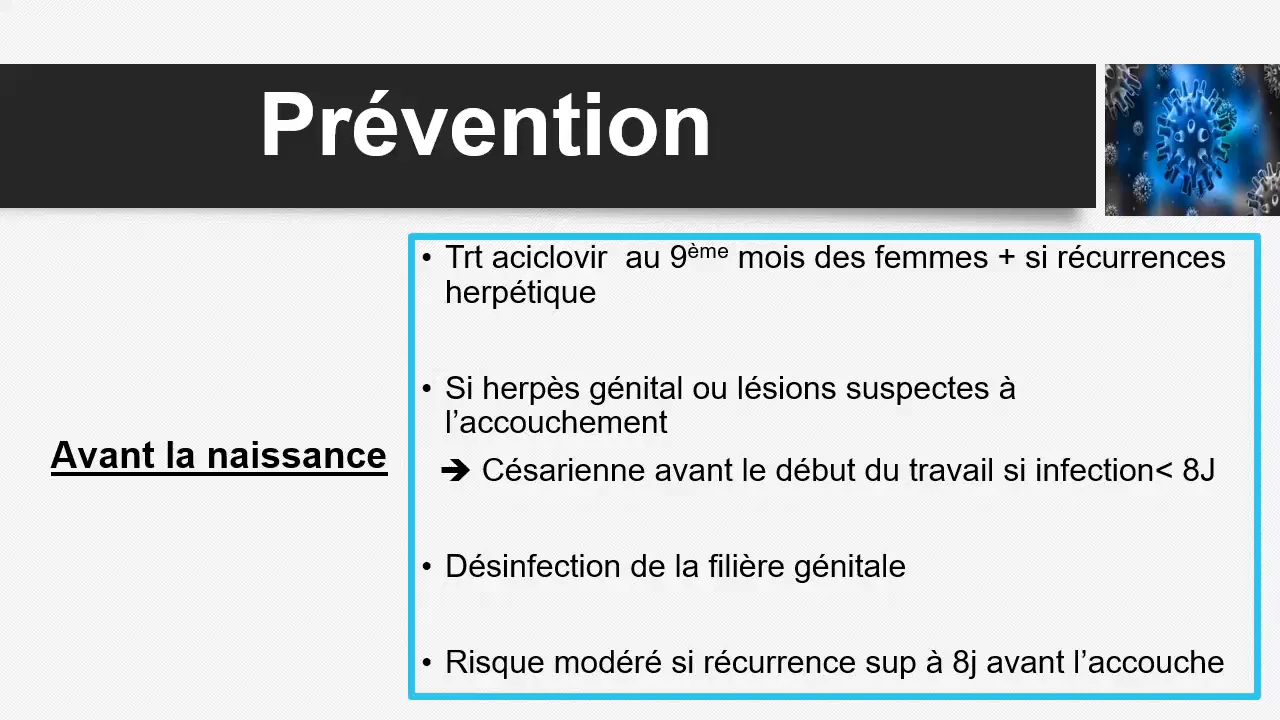 Prévention
Avant la naissance
• Trt aciclovir au 9ème mois des femmes + si récurrences
herpétique
• Si herpès génital ou lésions suspectes à
l’accouchement
➔ Césarienne avant le début du travail si infection< 8J
• Désinfection de la filière génitale
• Risque modéré si récurrence sup à 8j avant l’accouche